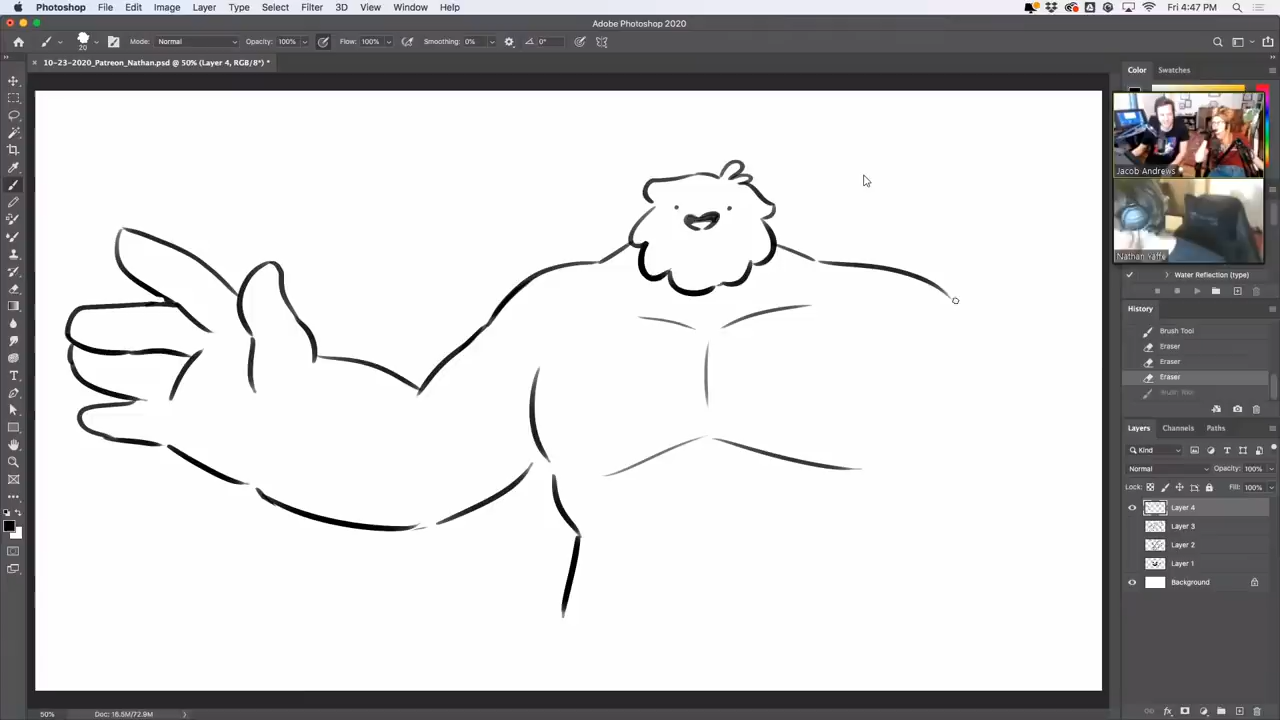 Photoshop File Edit Image Layer Type Select Filter 3D View Window Help Fri 4:47 PM
Adobe Photoshop 2020
20 Mode: Normal Opacity: 100% Flow: 100% Smoothing: 0% 0°
10-23-2020_Patreon_Nathan.psd @ 50% (Layer 4, RGB/8*) *
Color Swatches
Jacob Andrews
Nathan Yaffe
Water Reflection (type)
History
Brush Tool
Eraser
Eraser
Eraser
Brush Tool
Layers Channels Paths
Kind
Normal Opacity: 100%
Lock: Fill: 100%
Layer 4
Layer 3
Layer 2
Layer 1
Background
50% Doc: 16.5M/72.9M